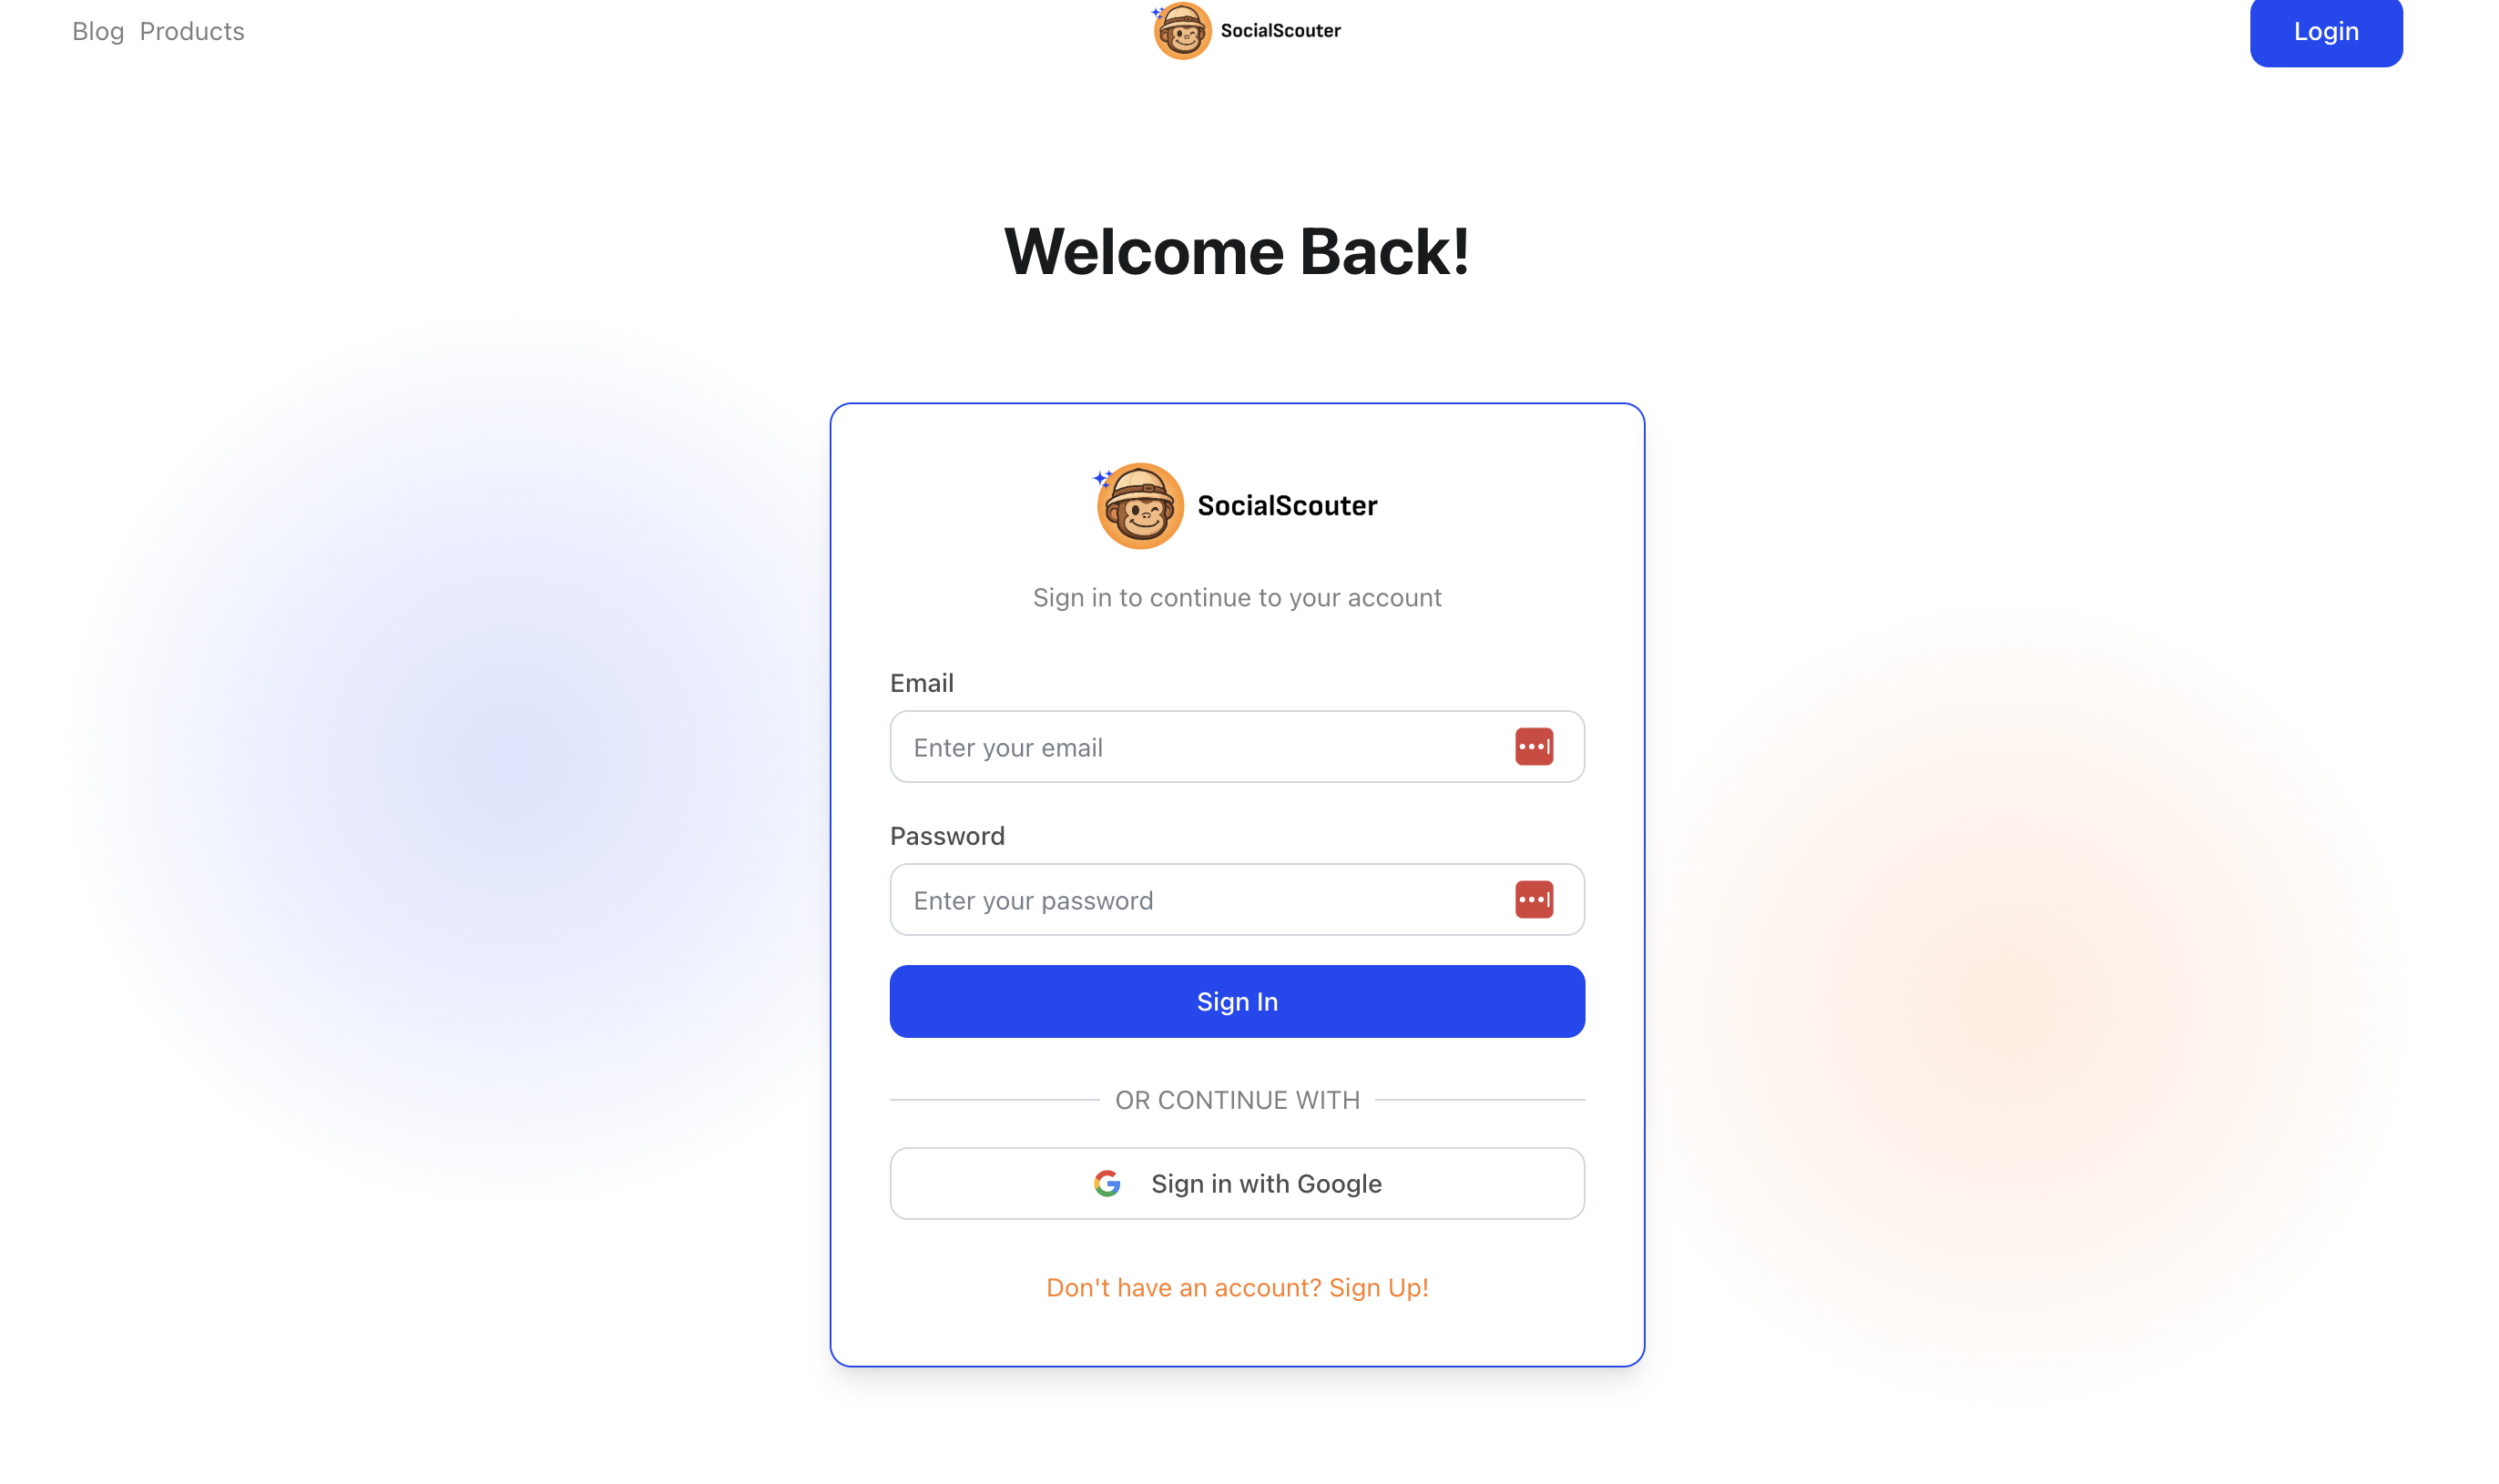 Blog Products
SocialScouter
Login
Welcome Back!
SocialScouter
Sign in to continue to your account
Email
Enter your email
Password
Enter your password
Sign In
OR CONTINUE WITH
Sign in with Google
Don't have an account? Sign Up!